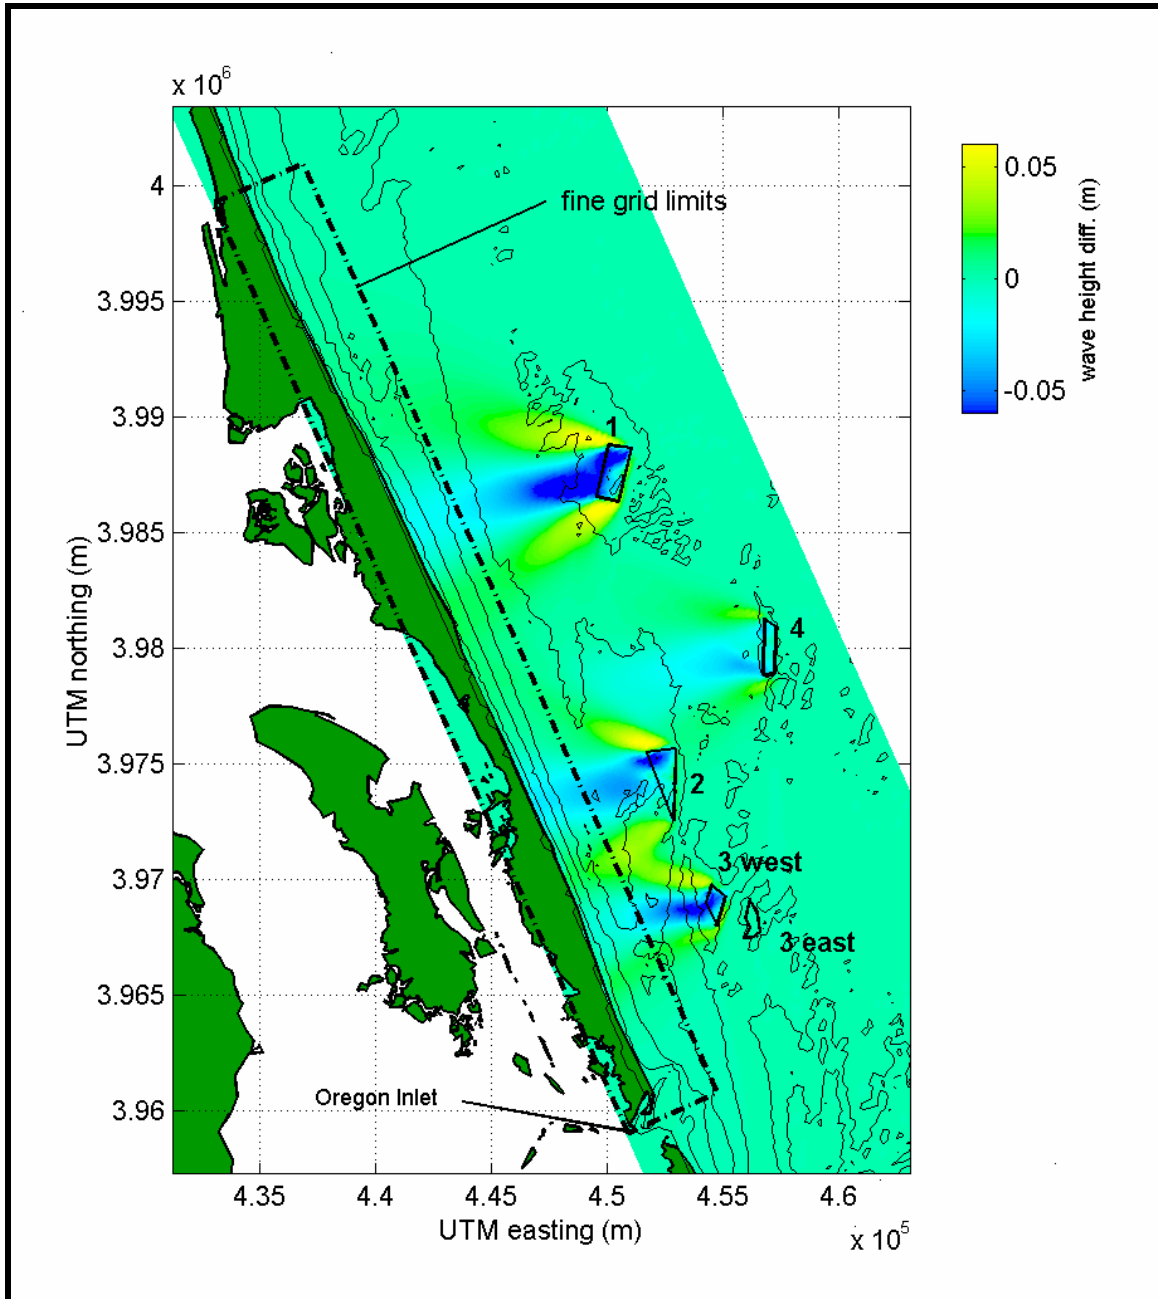 x 10^6
4
3.995
3.99
3.985
3.98
3.975
3.97
3.965
3.96
UTM northing (m)
fine grid limits
1
4
2
3 west
3 east
Oregon Inlet
4.35
4.4
4.45
4.5
4.55
4.6
UTM easting (m)
x 10^5
0.05
0
-0.05
wave height diff. (m)